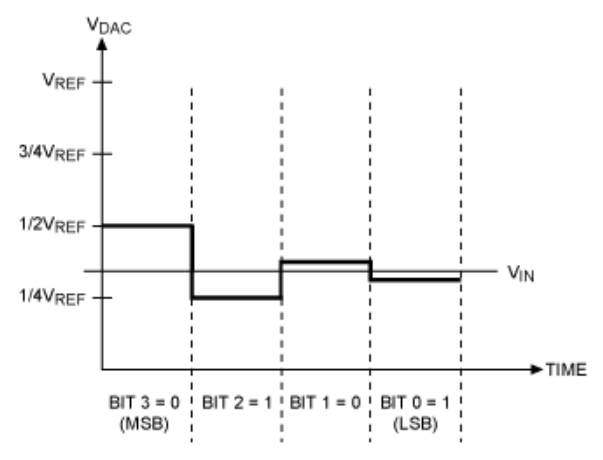 VDAC
VREF
3/4VREF
1/2VREF
VIN
1/4VREF
TIME
BIT 3 = 0 BIT 2 = 1 BIT 1 = 0 BIT 0 = 1
(MSB) (LSB)